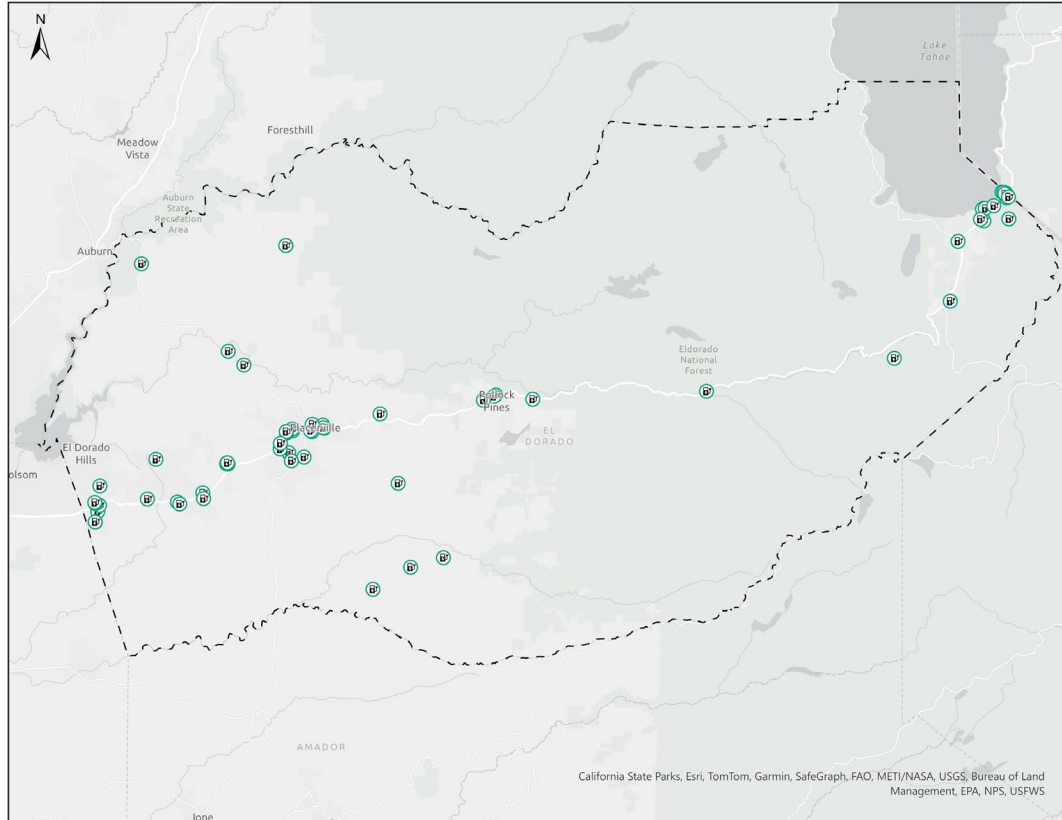 N
Lake
Tahoe
Foresthill
Meadow
Vista
Auburn
State
Recreation
Area
Auburn
Eldorado
National
Forest
Pollock
Pines
Placerville
EL
DORADO
El Dorado
Hills
olsom
AMADOR
California State Parks, Esri, TomTom, Garmin, SafeGraph, FAO, METI/NASA, USGS, Bureau of Land
Management, EPA, NPS, USFWS
Ione